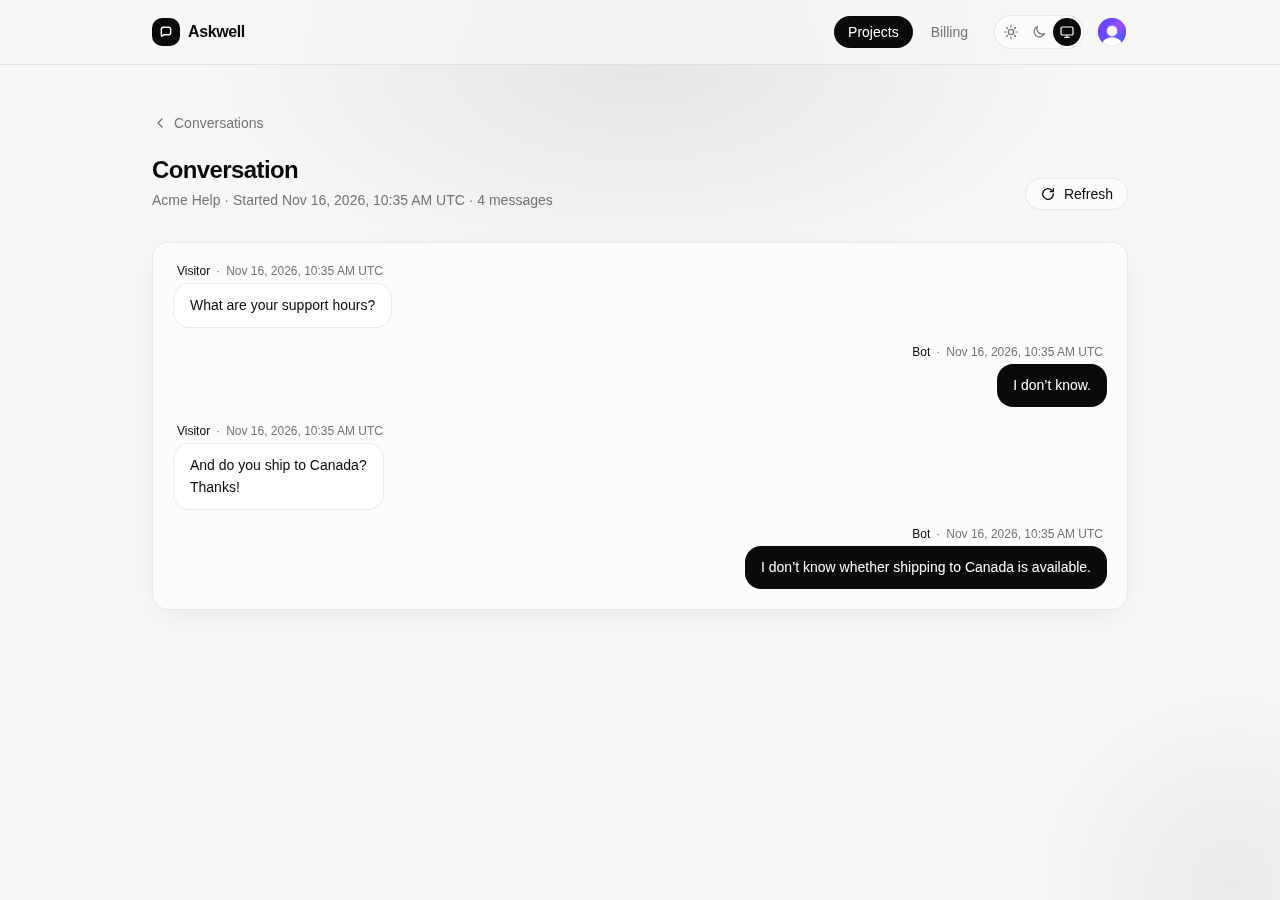 Askwell
Projects
Billing
Conversations
Conversation
Acme Help · Started Nov 16, 2026, 10:35 AM UTC · 4 messages
Refresh
Visitor · Nov 16, 2026, 10:35 AM UTC
What are your support hours?
Bot · Nov 16, 2026, 10:35 AM UTC
I don’t know.
Visitor · Nov 16, 2026, 10:35 AM UTC
And do you ship to Canada?
Thanks!
Bot · Nov 16, 2026, 10:35 AM UTC
I don’t know whether shipping to Canada is available.